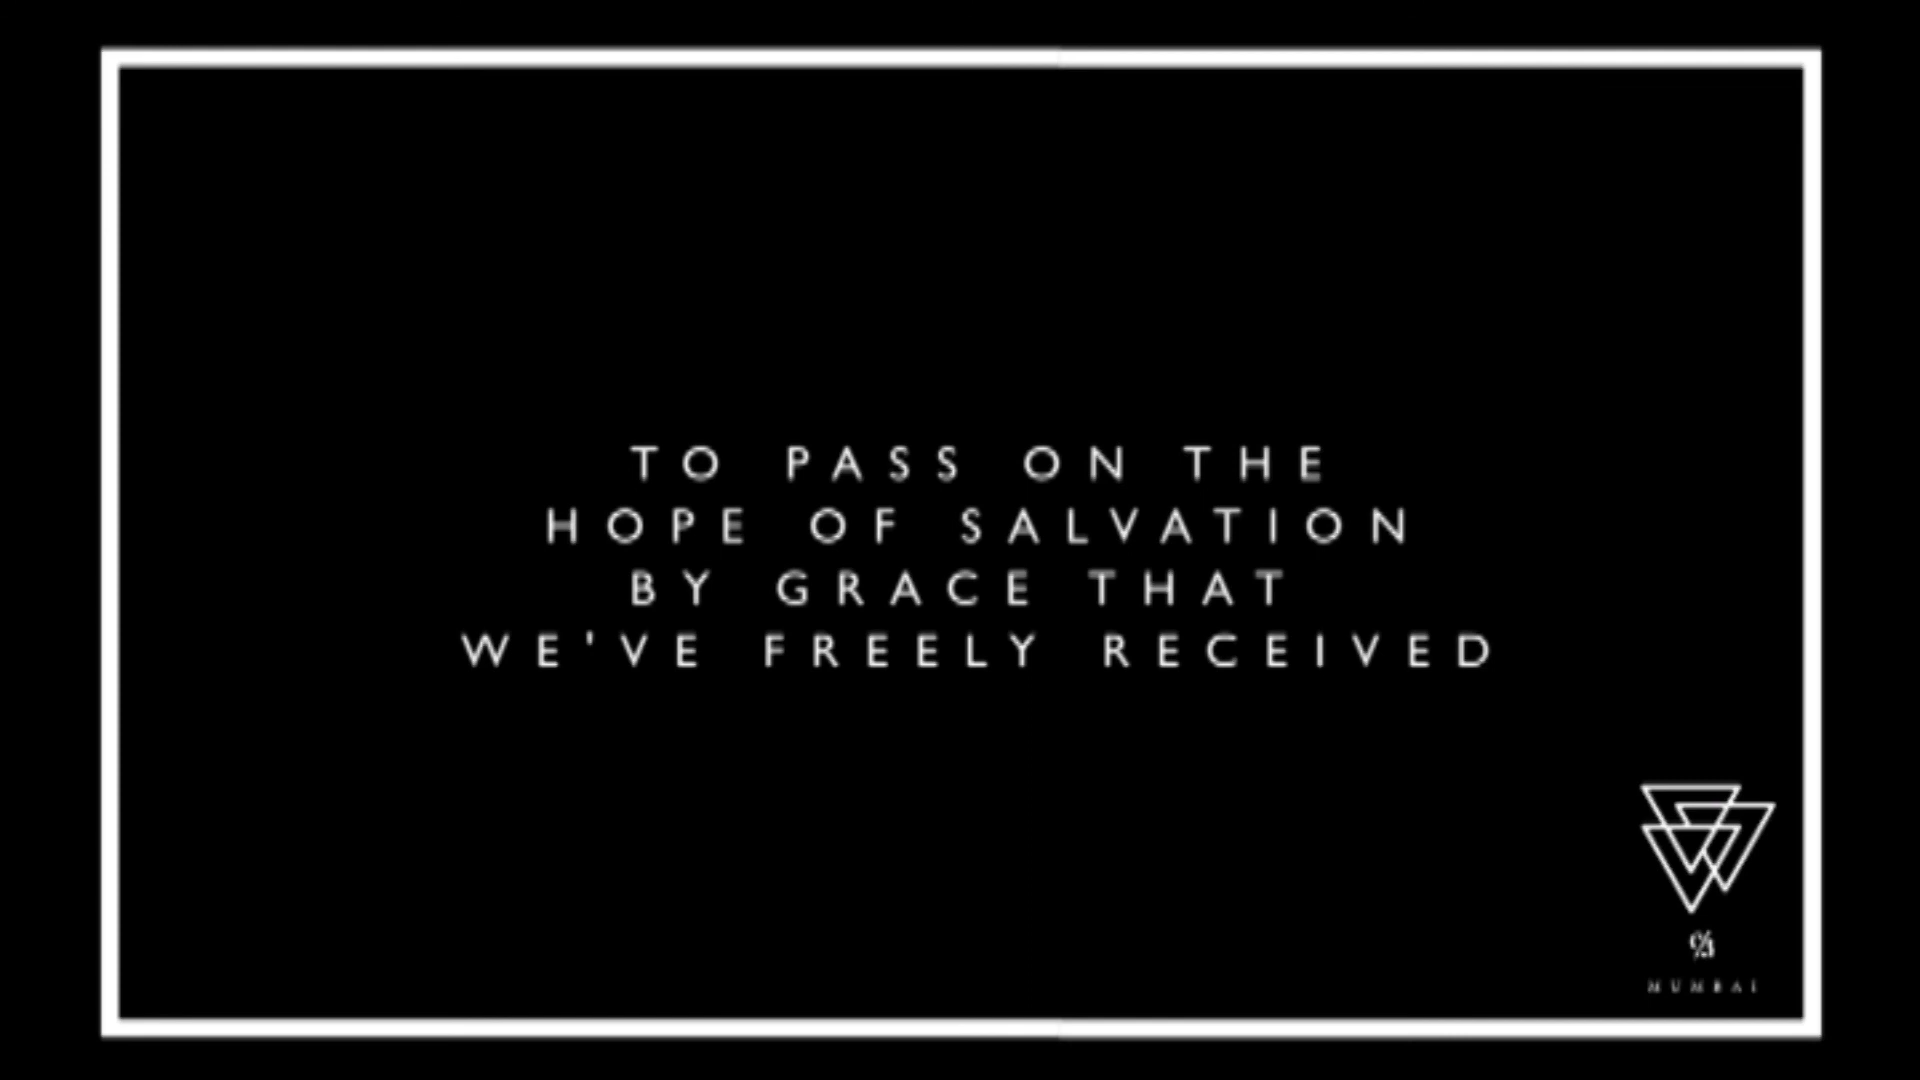 TO PASS ON THE
HOPE OF SALVATION
BY GRACE THAT
WE'VE FREELY RECEIVED
MUMBAI